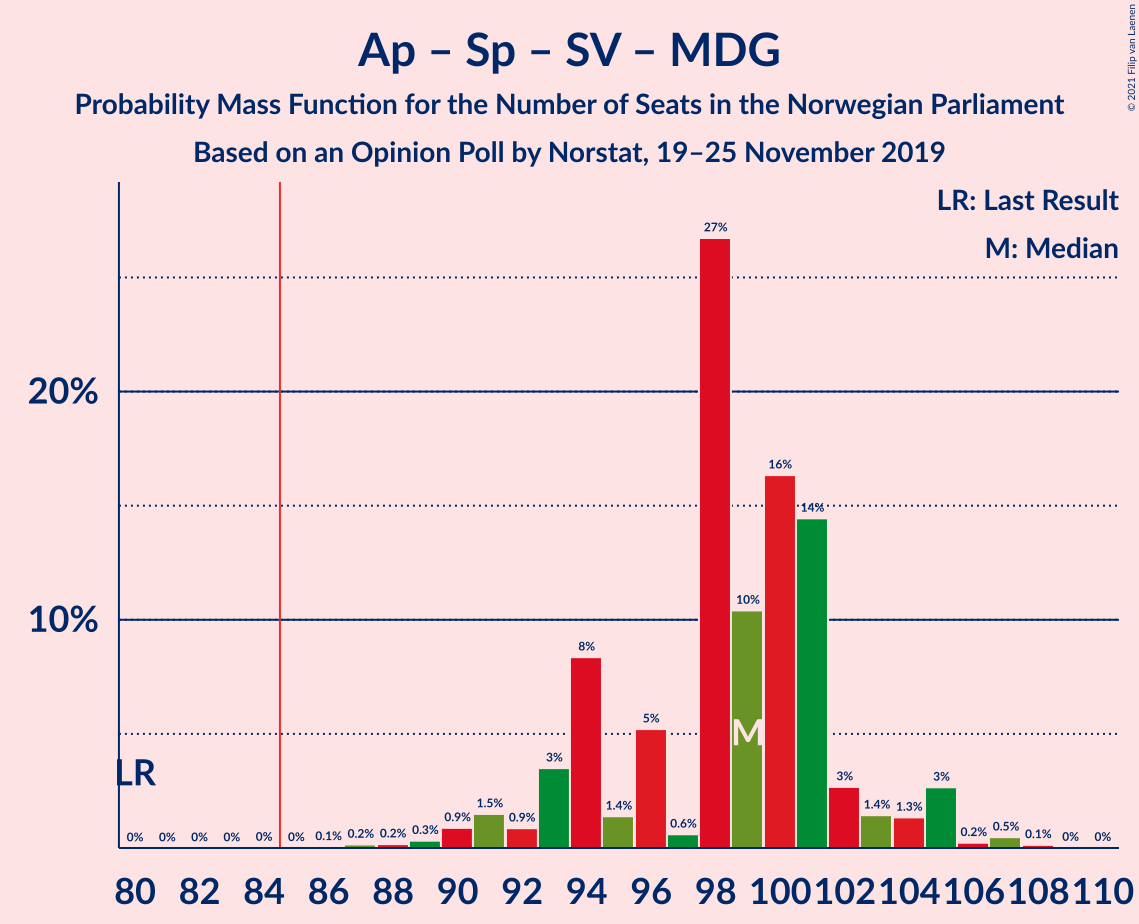 Ap – Sp – SV – MDG
Probability Mass Function for the Number of Seats in the Norwegian Parliament
Based on an Opinion Poll by Norstat, 19–25 November 2019
© 2021 Filip van Laenen
LR: Last Result
M: Median
27%
20%
16%
14%
10%
10%
8%
M
5%
3%
LR
3%
3%
0% 0% 0% 0% 0% 0% 0.1% 0.2% 0.2% 0.3% 0.9% 1.5% 0.9% 1.4% 0.6% 1.4% 1.3% 0.2% 0.5% 0.1% 0% 0%
80 82 84 86 88 90 92 94 96 98 100 102 104 106 108 110